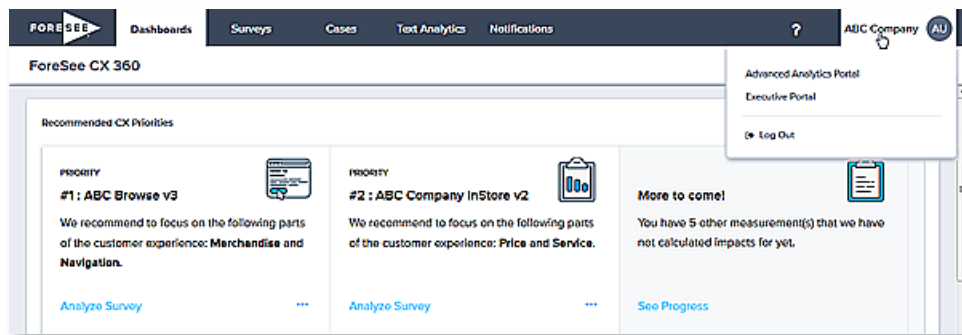 FORESEE Dashboards Surveys Cases Text Analytics Notifications ? ABC Company AU
ForeSee CX 360
Advanced Analytics Portal
Executive Portal
Log Out
Recommended CX Priorities
PRIORITY
#1 : ABC Browse v3
We recommend to focus on the following parts
of the customer experience: Merchandise and
Navigation.
Analyze Survey ...
PRIORITY
#2 : ABC Company InStore v2
We recommend to focus on the following parts
of the customer experience: Price and Service.
Analyze Survey ...
More to come!
You have 5 other measurement(s) that we have
not calculated impacts for yet.
See Progress